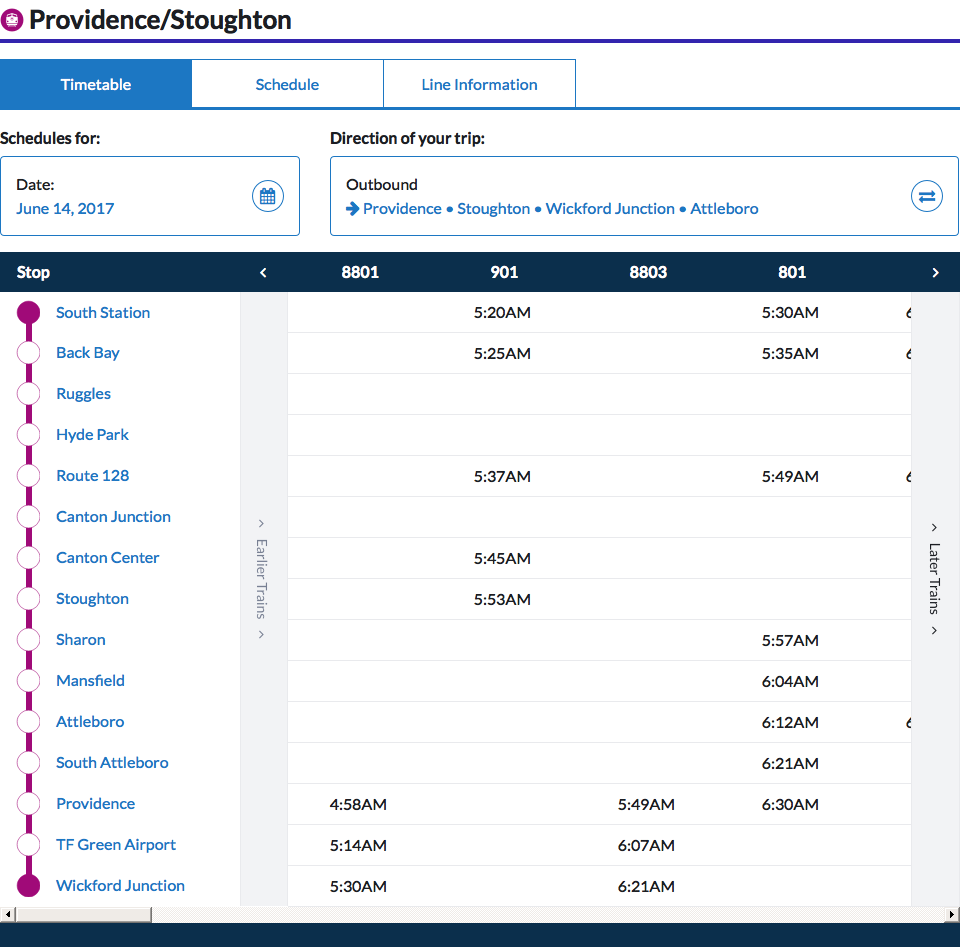 Providence/Stoughton
Timetable Schedule Line Information
Schedules for: Direction of your trip:
Date: Outbound
June 14, 2017 Providence • Stoughton • Wickford Junction • Attleboro
Stop 8801 901 8803 801
South Station 5:20AM 5:30AM
Back Bay 5:25AM 5:35AM
Ruggles
Hyde Park
Route 128 5:37AM 5:49AM
Canton Junction
Canton Center 5:45AM
Stoughton 5:53AM
Sharon 5:57AM
Mansfield 6:04AM
Attleboro 6:12AM
South Attleboro 6:21AM
Providence 4:58AM 5:49AM 6:30AM
TF Green Airport 5:14AM 6:07AM
Wickford Junction 5:30AM 6:21AM
Earlier Trains
Later Trains